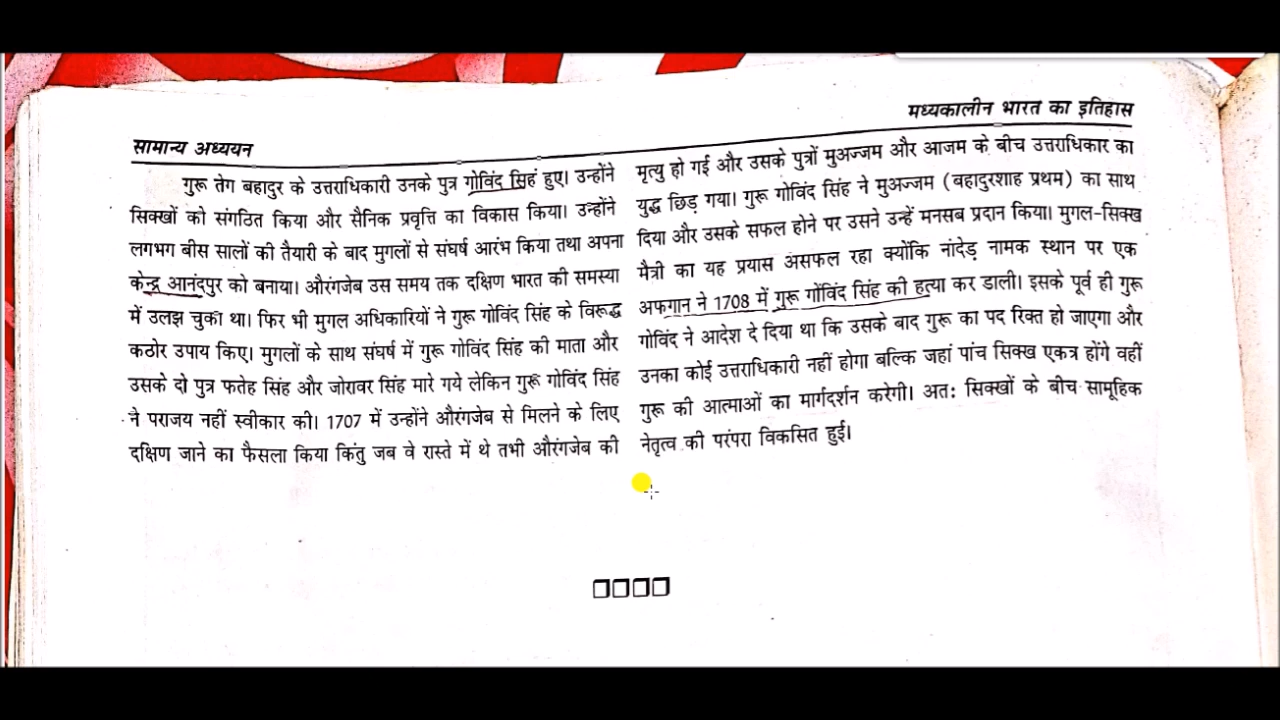 सामान्य अध्ययन
मध्यकालीन भारत का इतिहास
गुरू तेग बहादुर के उत्तराधिकारी उनके पुत्र गोविंद सिहं हुए। उन्होंने
सिक्खों को संगठित किया और सैनिक प्रवृत्ति का विकास किया। उन्होंने
लगभग बीस सालों की तैयारी के बाद मुगलों से संघर्ष आरंभ किया तथा अपना
केन्द्र आनंदपुर को बनाया। औरंगजेब उस समय तक दक्षिण भारत की समस्या
में उलझ चुका था। फिर भी मुगल अधिकारियों ने गुरू गोविंद सिंह के विरूद्ध
कठोर उपाय किए। मुगलों के साथ संघर्ष में गुरू गोविंद सिंह की माता और
उसके दो पुत्र फतेह सिंह और जोरावर सिंह मारे गये लेकिन गुरू गोविंद सिंह
ने पराजय नहीं स्वीकार की। 1707 में उन्होंने औरंगजेब से मिलने के लिए
दक्षिण जाने का फैसला किया किंतु जब वे रास्ते में थे तभी औरंगजेब की
मृत्यु हो गई और उसके पुत्रों मुअज्जम और आजम के बीच उत्तराधिकार का
युद्ध छिड़ गया। गुरू गोविंद सिंह ने मुअज्जम (बहादुरशाह प्रथम) का साथ
दिया और उसके सफल होने पर उसने उन्हें मनसब प्रदान किया। मुगल-सिक्ख
मैत्री का यह प्रयास असफल रहा क्योंकि नांदेड़ नामक स्थान पर एक
अफगान ने 1708 में गुरू गोंविंद सिंह की हत्या कर डाली। इसके पूर्व ही गुरू
गोविंद ने आदेश दे दिया था कि उसके बाद गुरू का पद रिक्त हो जाएगा और
उनका कोई उत्तराधिकारी नहीं होगा बल्कि जहां पांच सिक्ख एकत्र होंगे वहीं
गुरू की आत्माओं का मार्गदर्शन करेगी। अतः सिक्खों के बीच सामूहिक
नेतृत्व की परंपरा विकसित हुई।